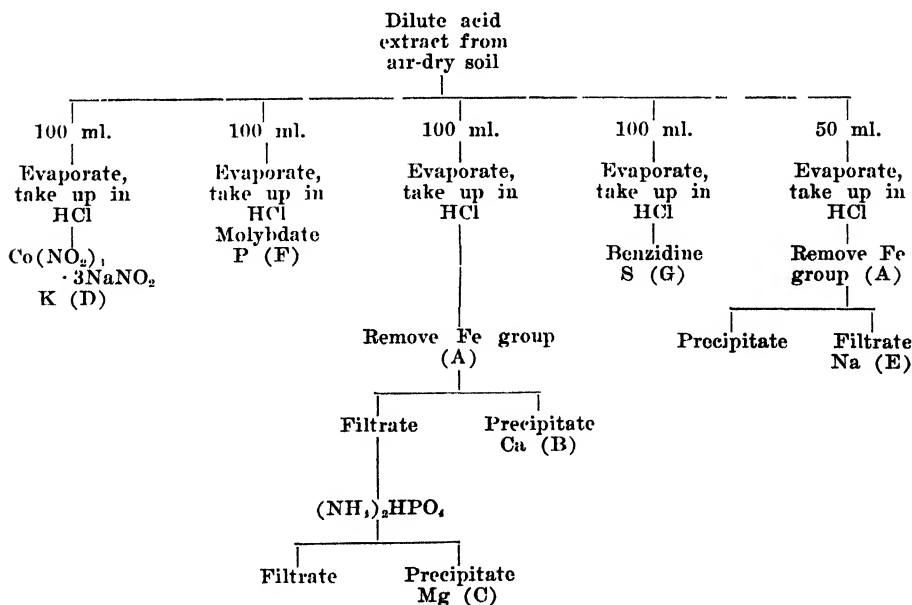 Dilute acid
extract from
air-dry soil
100 ml.
Evaporate,
take up in
HCl
Co(NO₂)₃
· 3NaNO₂
K (D)
100 ml.
Evaporate,
take up in
HCl
Molybdate
P (F)
100 ml.
Evaporate,
take up in
HCl
Remove Fe group
(A)
Filtrate
Precipitate
Ca (B)
(NH₄)₂HPO₄
Filtrate
Precipitate
Mg (C)
100 ml.
Evaporate,
take up in
HCl
Benzidine
S (G)
50 ml.
Evaporate,
take up in
HCl
Remove Fe
group (A)
Precipitate
Filtrate
Na (E)